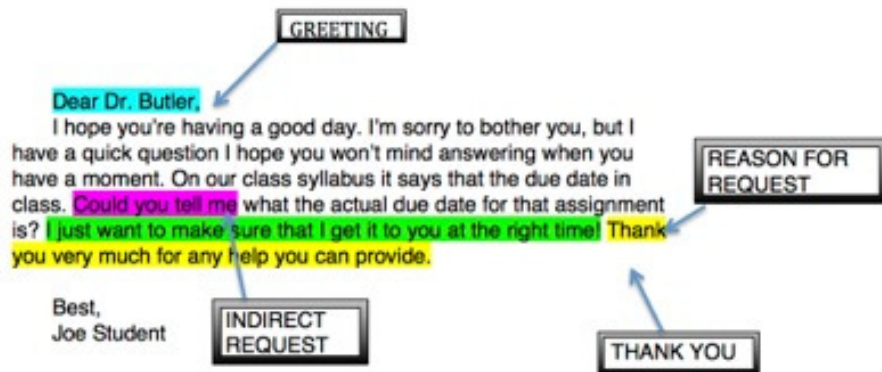 GREETING
Dear Dr. Butler,
I hope you're having a good day. I'm sorry to bother you, but I
have a quick question I hope you won't mind answering when you
have a moment. On our class syllabus it says that the due date in
class. Could you tell me what the actual due date for that assignment
is? I just want to make sure that I get it to you at the right time! Thank
you very much for any help you can provide.
REASON FOR
REQUEST
Best,
Joe Student
INDIRECT
REQUEST
THANK YOU